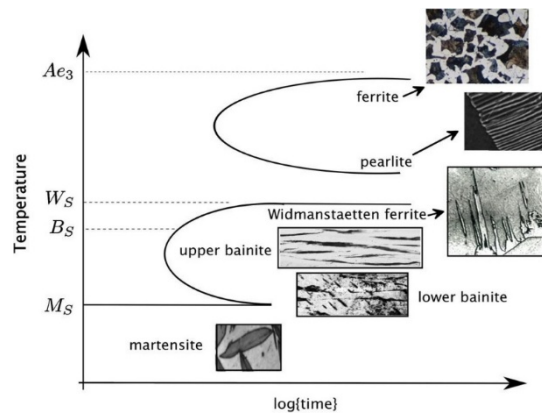 Ae3
ferrite
pearlite
Temperature
WS
Widmanstaetten ferrite
BS
upper bainite
lower bainite
MS
martensite
log{time}